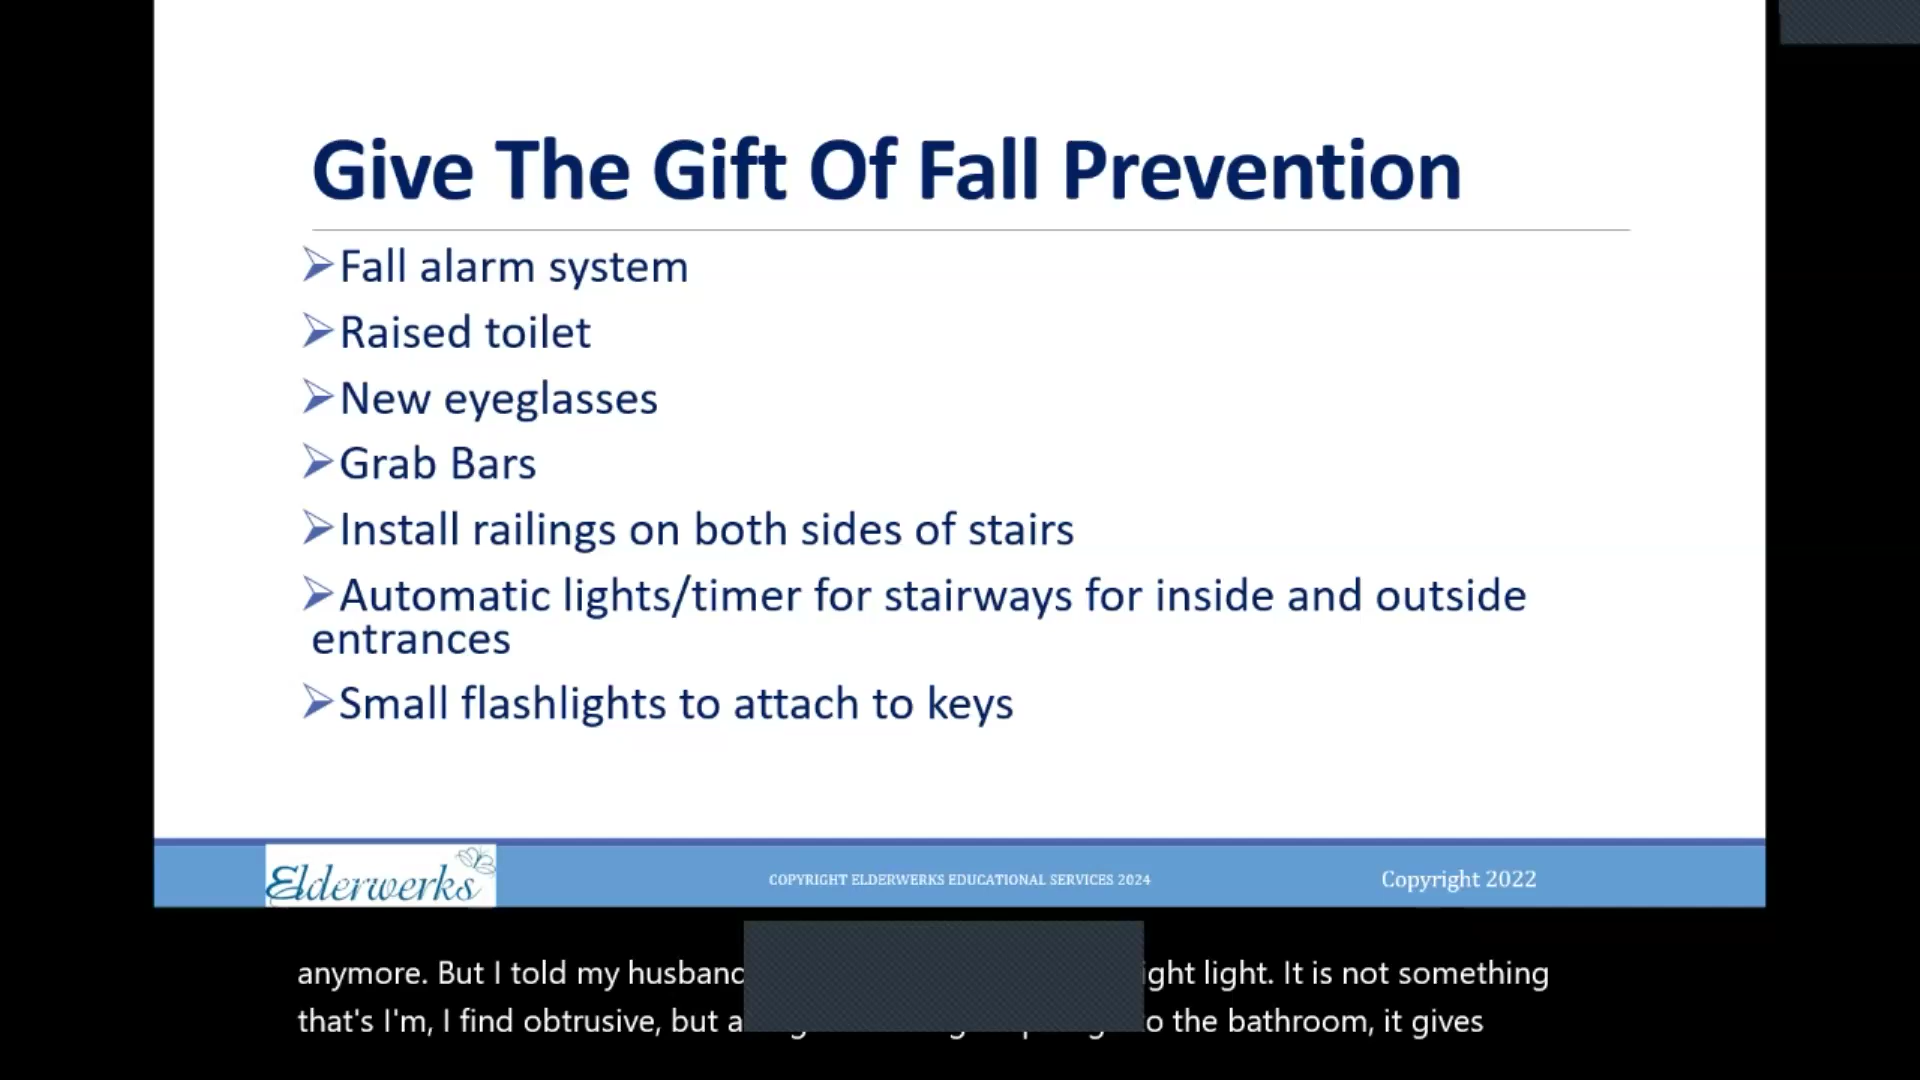 Give The Gift Of Fall Prevention
➢Fall alarm system
➢Raised toilet
➢New eyeglasses
➢Grab Bars
➢Install railings on both sides of stairs
➢Automatic lights/timer for stairways for inside and outside
entrances
➢Small flashlights to attach to keys
Elderwerks
COPYRIGHT ELDERWERKS EDUCATIONAL SERVICES 2024
Copyright 2022
anymore. But I told my light. It is not something
that's I'm, I find obtrusive, but the bathroom, it gives